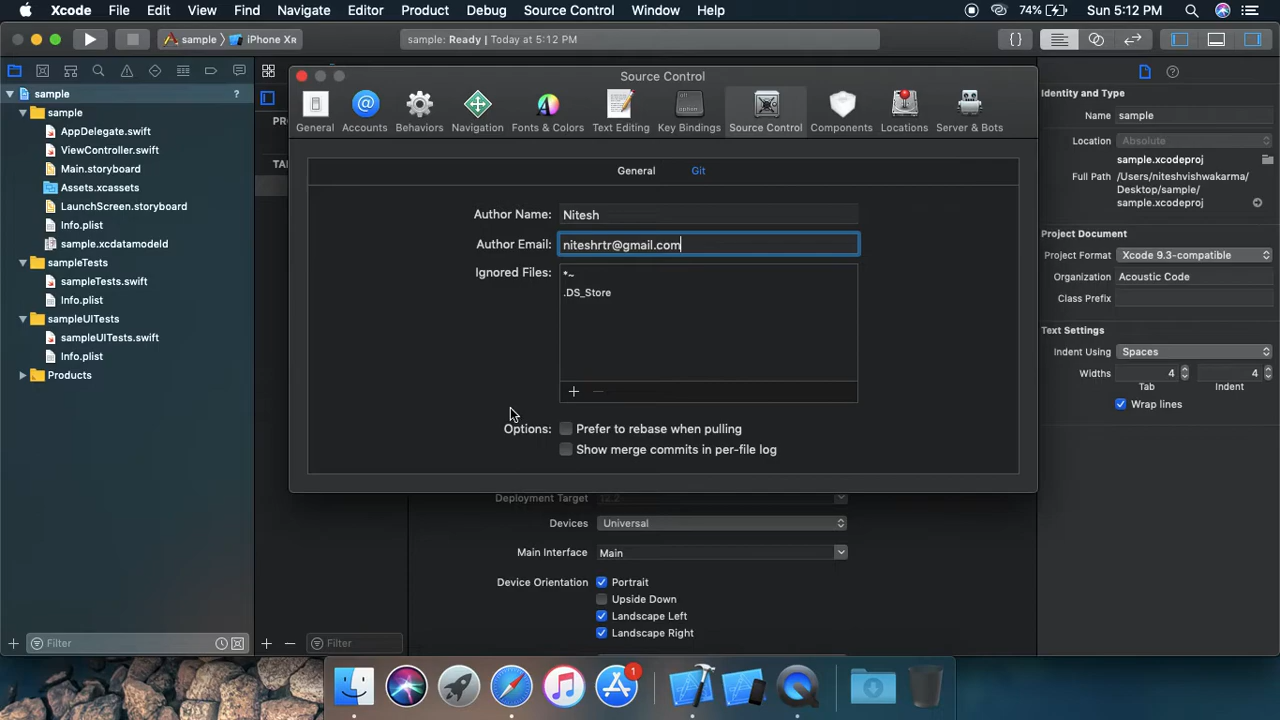 Xcode File Edit View Find Navigate Editor Product Debug Source Control Window Help 74% Sun 5:12 PM
sample iPhone XR sample: Ready | Today at 5:12 PM {}
Source Control
General Accounts Behaviors Navigation Fonts & Colors Text Editing Key Bindings Source Control Components Locations Server & Bots
sample ?
sample
AppDelegate.swift
ViewController.swift
Main.storyboard
Assets.xcassets
LaunchScreen.storyboard
Info.plist
sample.xcdatamodeld
sampleTests
sampleTests.swift
Info.plist
sampleUITests
sampleUITests.swift
Info.plist
Products
Filter
PR
TA
Filter
General Git
Author Name: Nitesh
Author Email: niteshrtr@gmail.com
Ignored Files: *~
.DS_Store
Options: Prefer to rebase when pulling
Show merge commits in per-file log
Deployment Target 12.2
Devices Universal
Main Interface Main
Device Orientation Portrait
Upside Down
Landscape Left
Landscape Right
Identity and Type
Name sample
Location Absolute
sample.xcodeproj
Full Path /Users/niteshvishwakarma/
Desktop/sample/
sample.xcodeproj
Project Document
Project Format Xcode 9.3-compatible
Organization Acoustic Code
Class Prefix
Text Settings
Indent Using Spaces
Widths 4 4
Tab Indent
Wrap lines
1